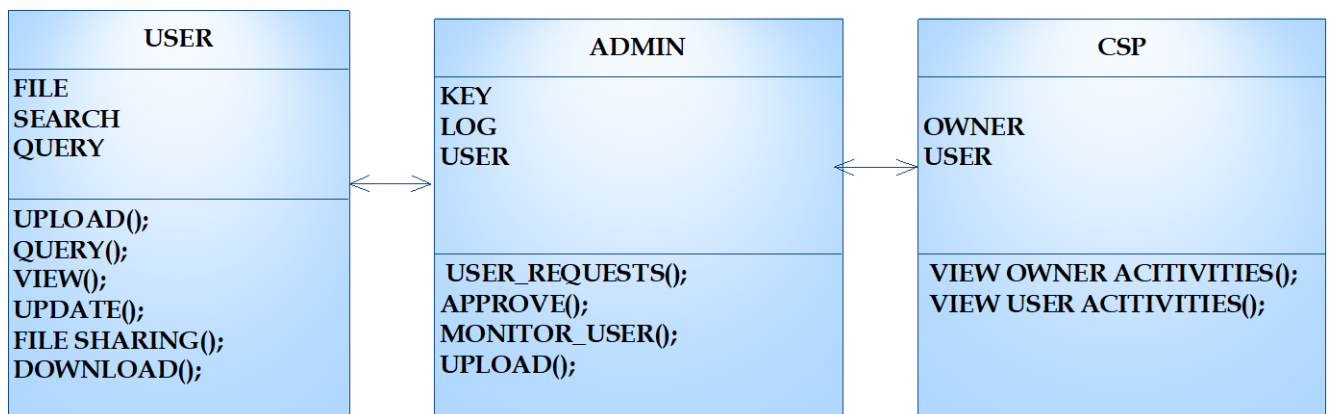 USER
FILE
SEARCH
QUERY
UPLOAD();
QUERY();
VIEW();
UPDATE();
FILE SHARING();
DOWNLOAD();
ADMIN
KEY
LOG
USER
USER_REQUESTS();
APPROVE();
MONITOR_USER();
UPLOAD();
CSP
OWNER
USER
VIEW OWNER ACITIVITIES();
VIEW USER ACITIVITIES();